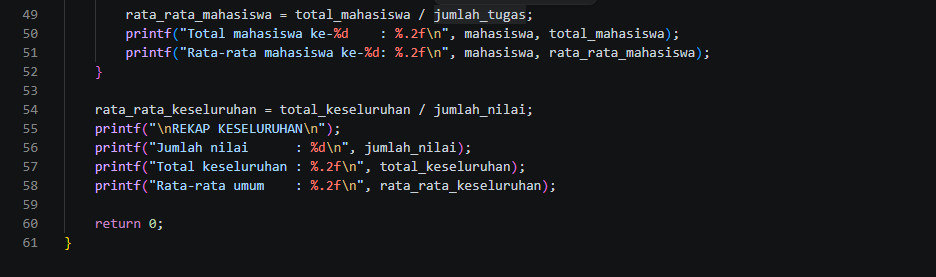 49 rata_rata_mahasiswa = total_mahasiswa / jumlah_tugas;
50 printf("Total mahasiswa ke-%d    : %.2f\n", mahasiswa, total_mahasiswa);
51 printf("Rata-rata mahasiswa ke-%d: %.2f\n", mahasiswa, rata_rata_mahasiswa);
52 }
53
54 rata_rata_keseluruhan = total_keseluruhan / jumlah_nilai;
55 printf("\nREKAP KESELURUHAN\n");
56 printf("Jumlah nilai      : %d\n", jumlah_nilai);
57 printf("Total keseluruhan : %.2f\n", total_keseluruhan);
58 printf("Rata-rata umum    : %.2f\n", rata_rata_keseluruhan);
59
60 return 0;
61 }